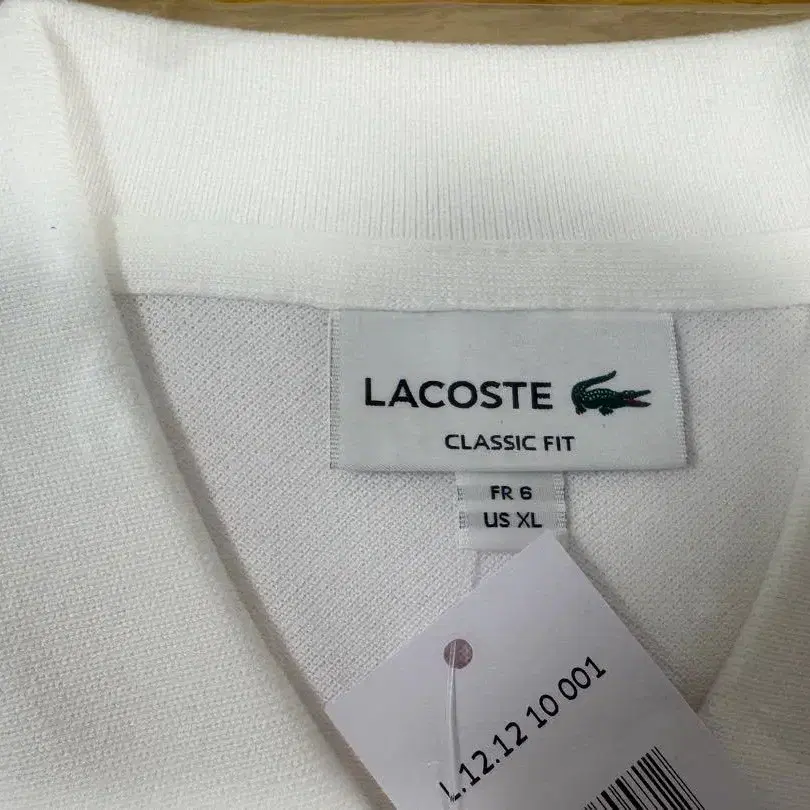 LACOSTE
CLASSIC FIT
FR 6
US XL
L.12.12 10 001